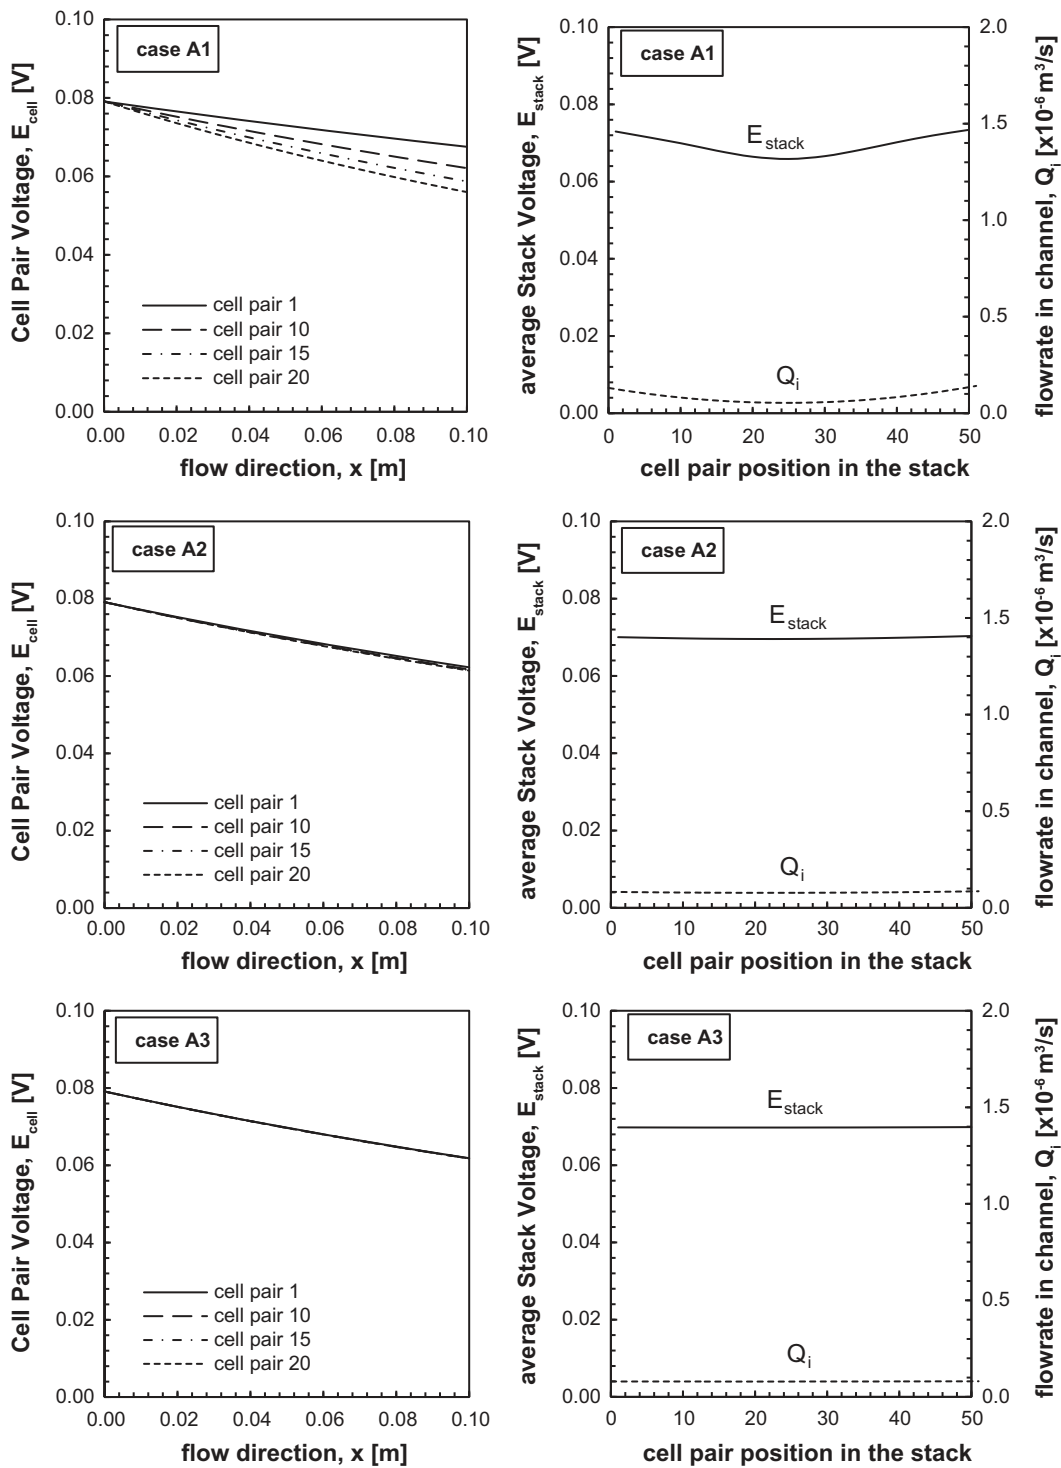 case A1
Cell Pair Voltage, E_cell [V]
0.10
0.08
0.06
0.04
0.02
0.00
cell pair 1
cell pair 10
cell pair 15
cell pair 20
0.00 0.02 0.04 0.06 0.08 0.10
flow direction, x [m]
case A1
average Stack Voltage, E_stack [V]
0.10
0.08
0.06
0.04
0.02
0.00
E_stack
Q_i
2.0
1.5
1.0
0.5
0.0
flowrate in channel, Q_i [x10⁻⁶ m³/s]
0 10 20 30 40 50
cell pair position in the stack
case A2
Cell Pair Voltage, E_cell [V]
0.10
0.08
0.06
0.04
0.02
0.00
cell pair 1
cell pair 10
cell pair 15
cell pair 20
0.00 0.02 0.04 0.06 0.08 0.10
flow direction, x [m]
case A2
average Stack Voltage, E_stack [V]
0.10
0.08
0.06
0.04
0.02
0.00
E_stack
Q_i
2.0
1.5
1.0
0.5
0.0
flowrate in channel, Q_i [x10⁻⁶ m³/s]
0 10 20 30 40 50
cell pair position in the stack
case A3
Cell Pair Voltage, E_cell [V]
0.10
0.08
0.06
0.04
0.02
0.00
cell pair 1
cell pair 10
cell pair 15
cell pair 20
0.00 0.02 0.04 0.06 0.08 0.10
flow direction, x [m]
case A3
average Stack Voltage, E_stack [V]
0.10
0.08
0.06
0.04
0.02
0.00
E_stack
Q_i
2.0
1.5
1.0
0.5
0.0
flowrate in channel, Q_i [x10⁻⁶ m³/s]
0 10 20 30 40 50
cell pair position in the stack